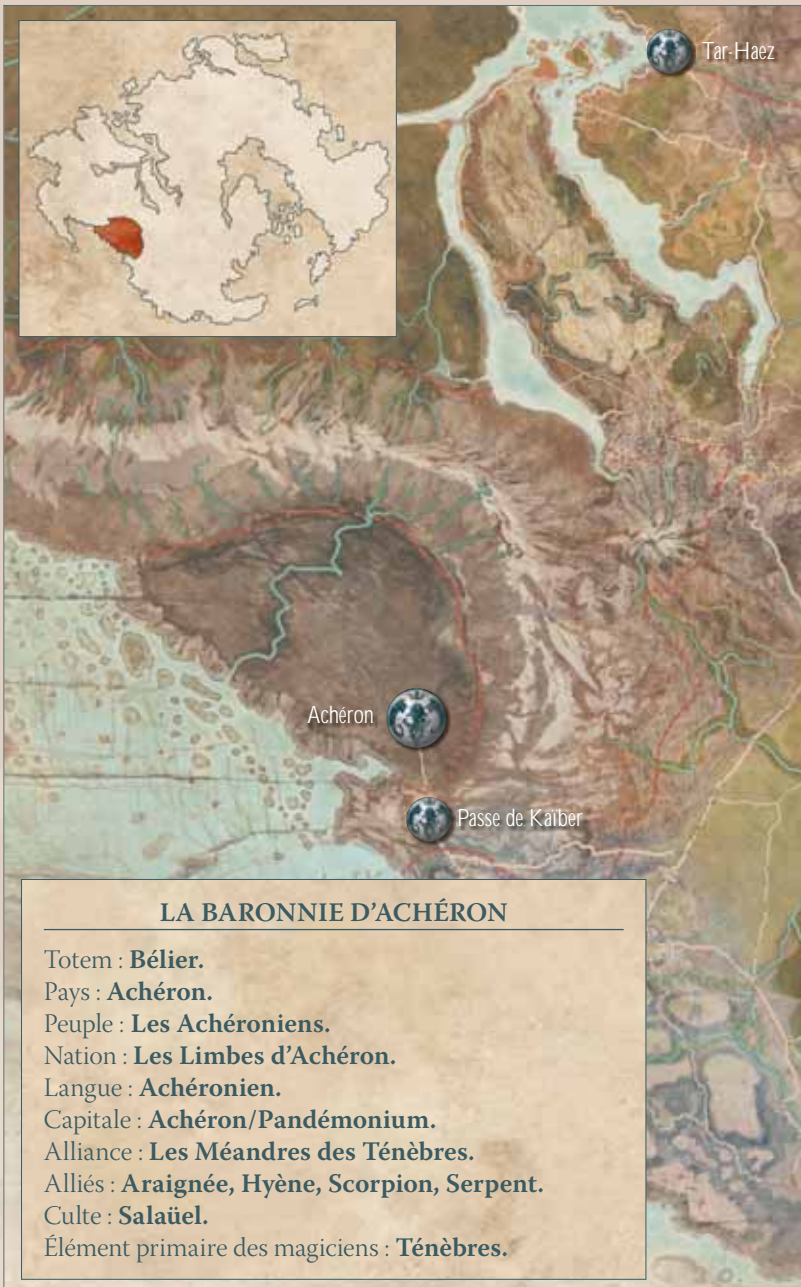 Tar-Haez
Achéron
Passe de Kaïber
LA BARONNIE D'ACHÉRON
Totem : Bélier.
Pays : Achéron.
Peuple : Les Achéroniens.
Nation : Les Limbes d'Achéron.
Langue : Achéronien.
Capitale : Achéron/Pandémonium.
Alliance : Les Méandres des Ténèbres.
Alliés : Araignée, Hyène, Scorpion, Serpent.
Culte : Salaüel.
Élément primaire des magiciens : Ténèbres.